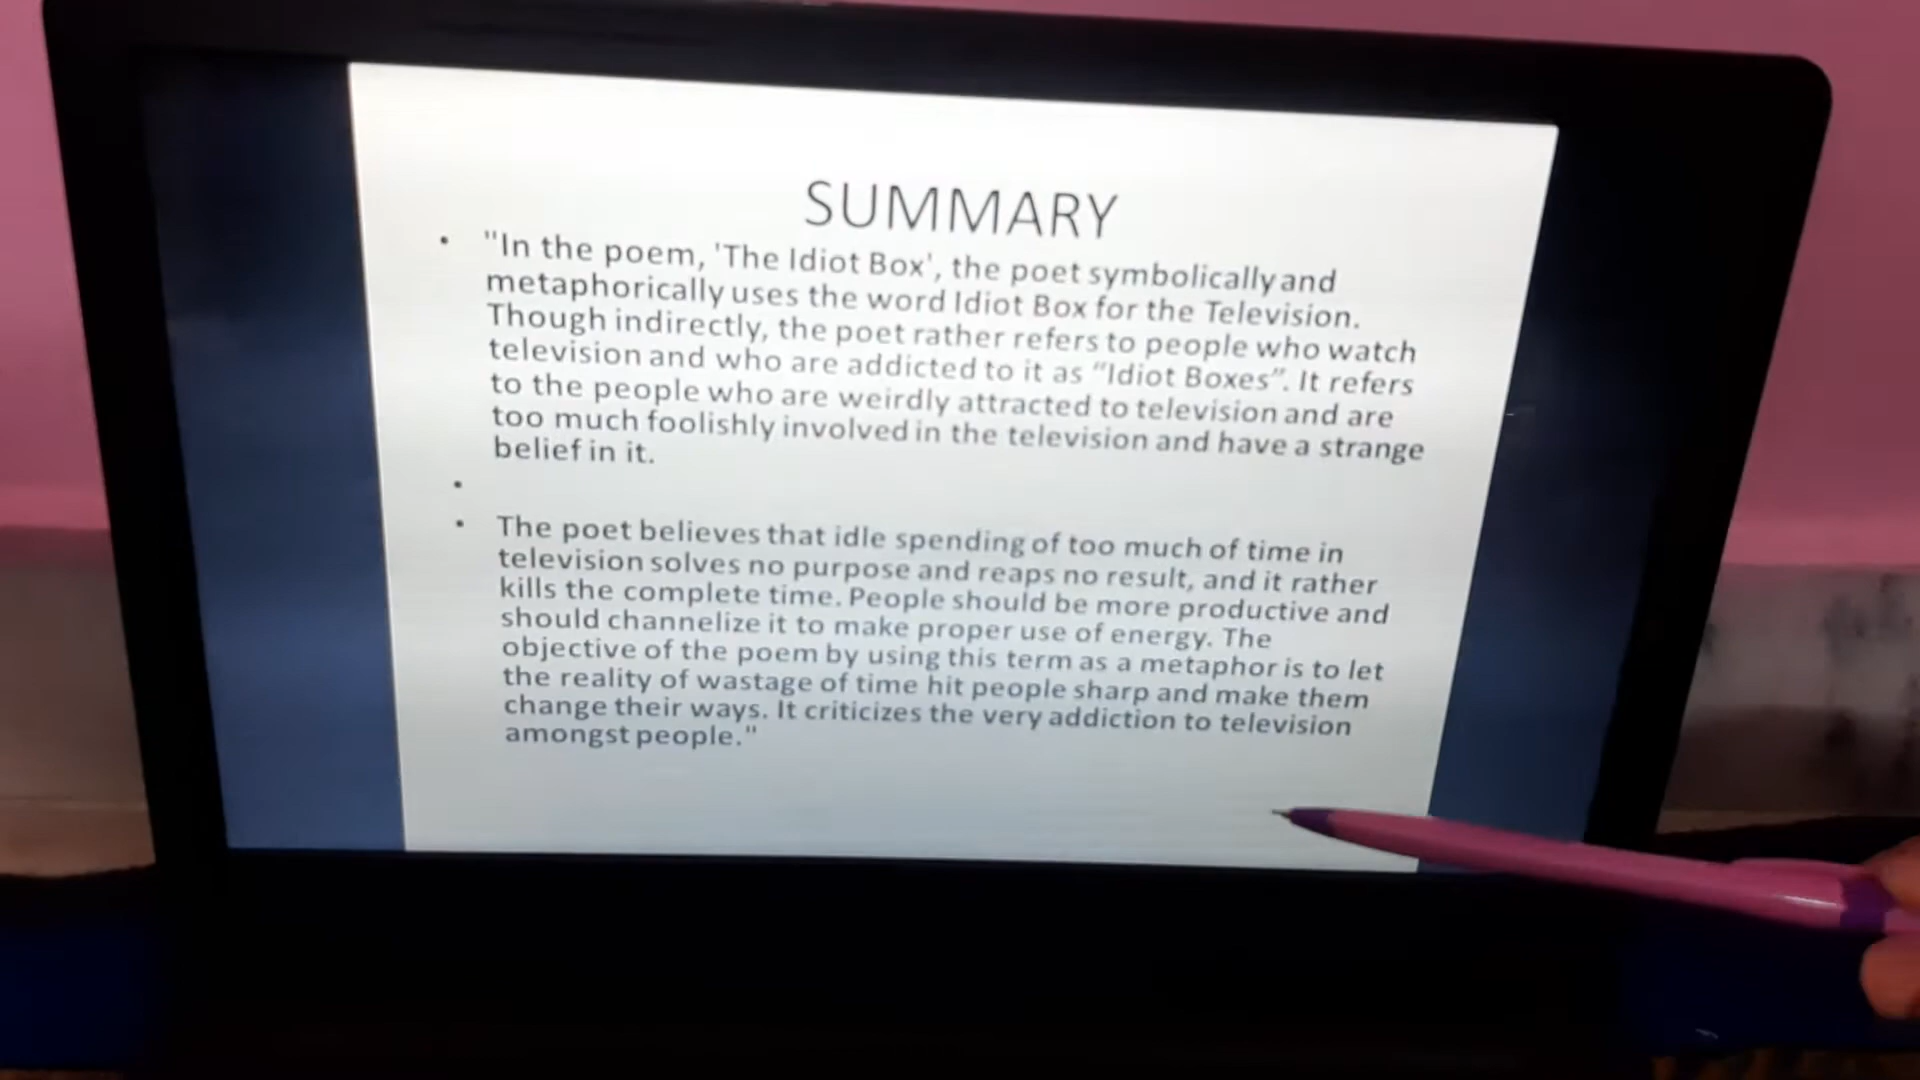 SUMMARY
• "In the poem, 'The Idiot Box', the poet symbolically and
metaphorically uses the word Idiot Box for the Television.
Though indirectly, the poet rather refers to people who watch
television and who are addicted to it as “Idiot Boxes”. It refers
to the people who are weirdly attracted to television and are
too much foolishly involved in the television and have a strange
belief in it.
•
• The poet believes that idle spending of too much of time in
television solves no purpose and reaps no result, and it rather
kills the complete time. People should be more productive and
should channelize it to make proper use of energy. The
objective of the poem by using this term as a metaphor is to let
the reality of wastage of time hit people sharp and make them
change their ways. It criticizes the very addiction to television
amongst people."